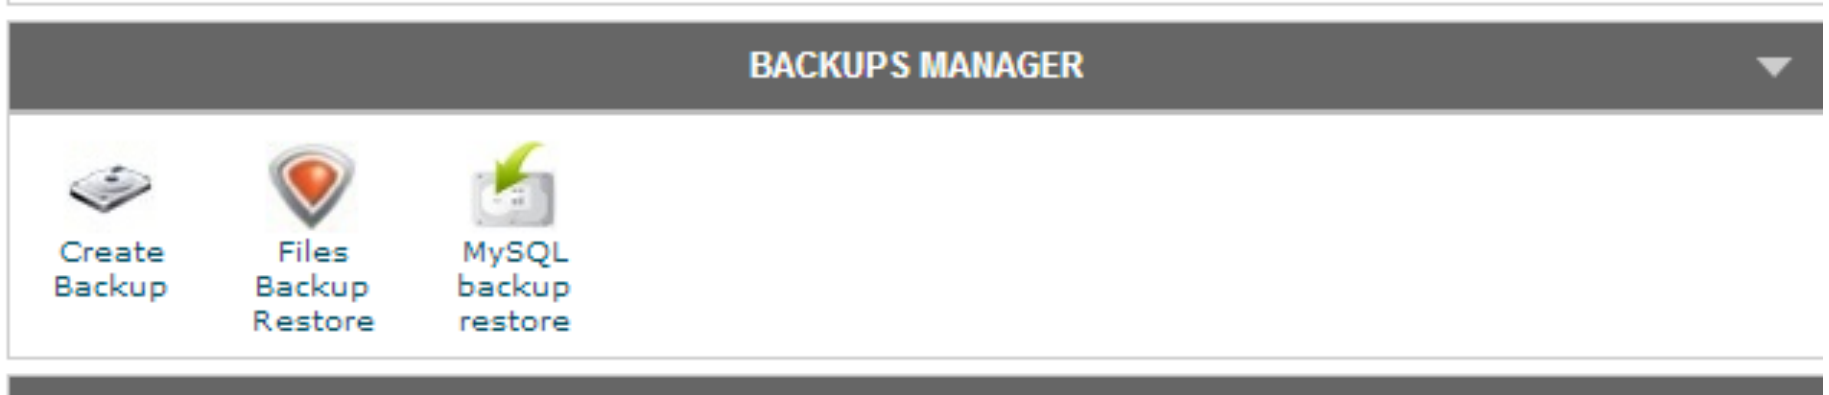 BACKUPS MANAGER
Create
Backup
Files
Backup
Restore
MySQL
backup
restore